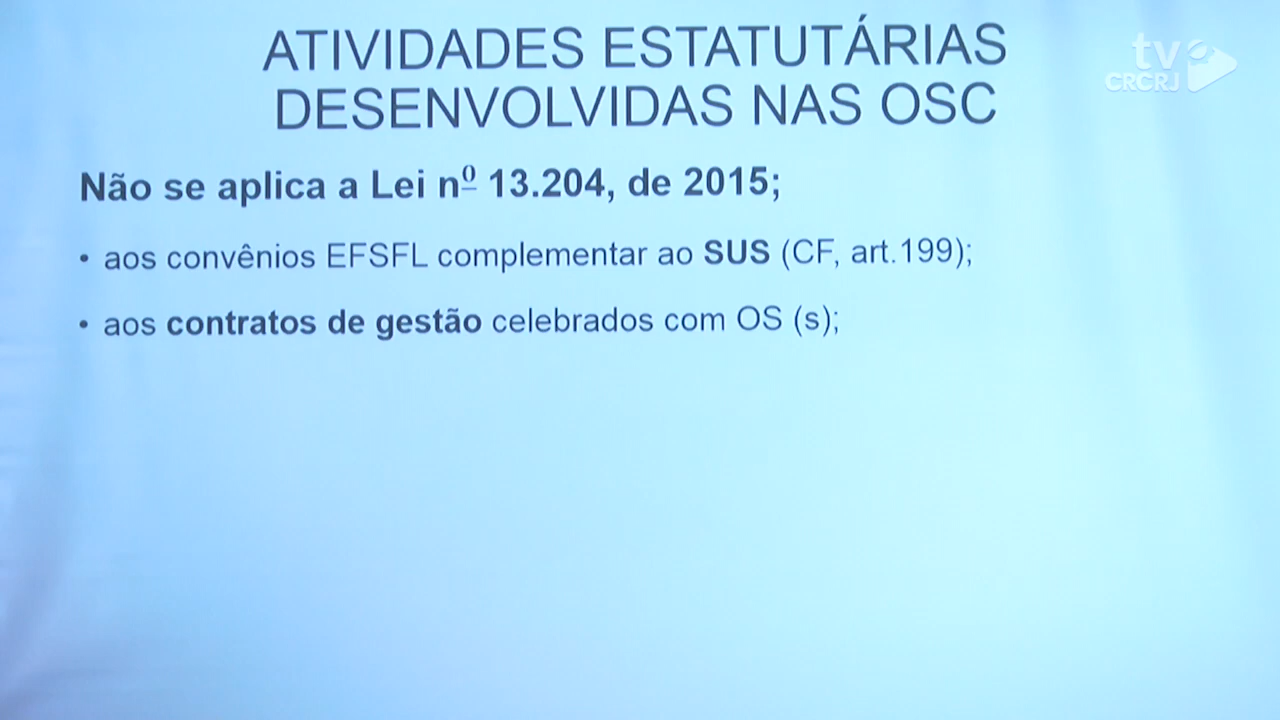 ATIVIDADES ESTATUTÁRIAS
DESENVOLVIDAS NAS OSC
tv
CRCRJ
Não se aplica a Lei nº 13.204, de 2015;
• aos convênios EFSFL complementar ao SUS (CF, art.199);
• aos contratos de gestão celebrados com OS (s);